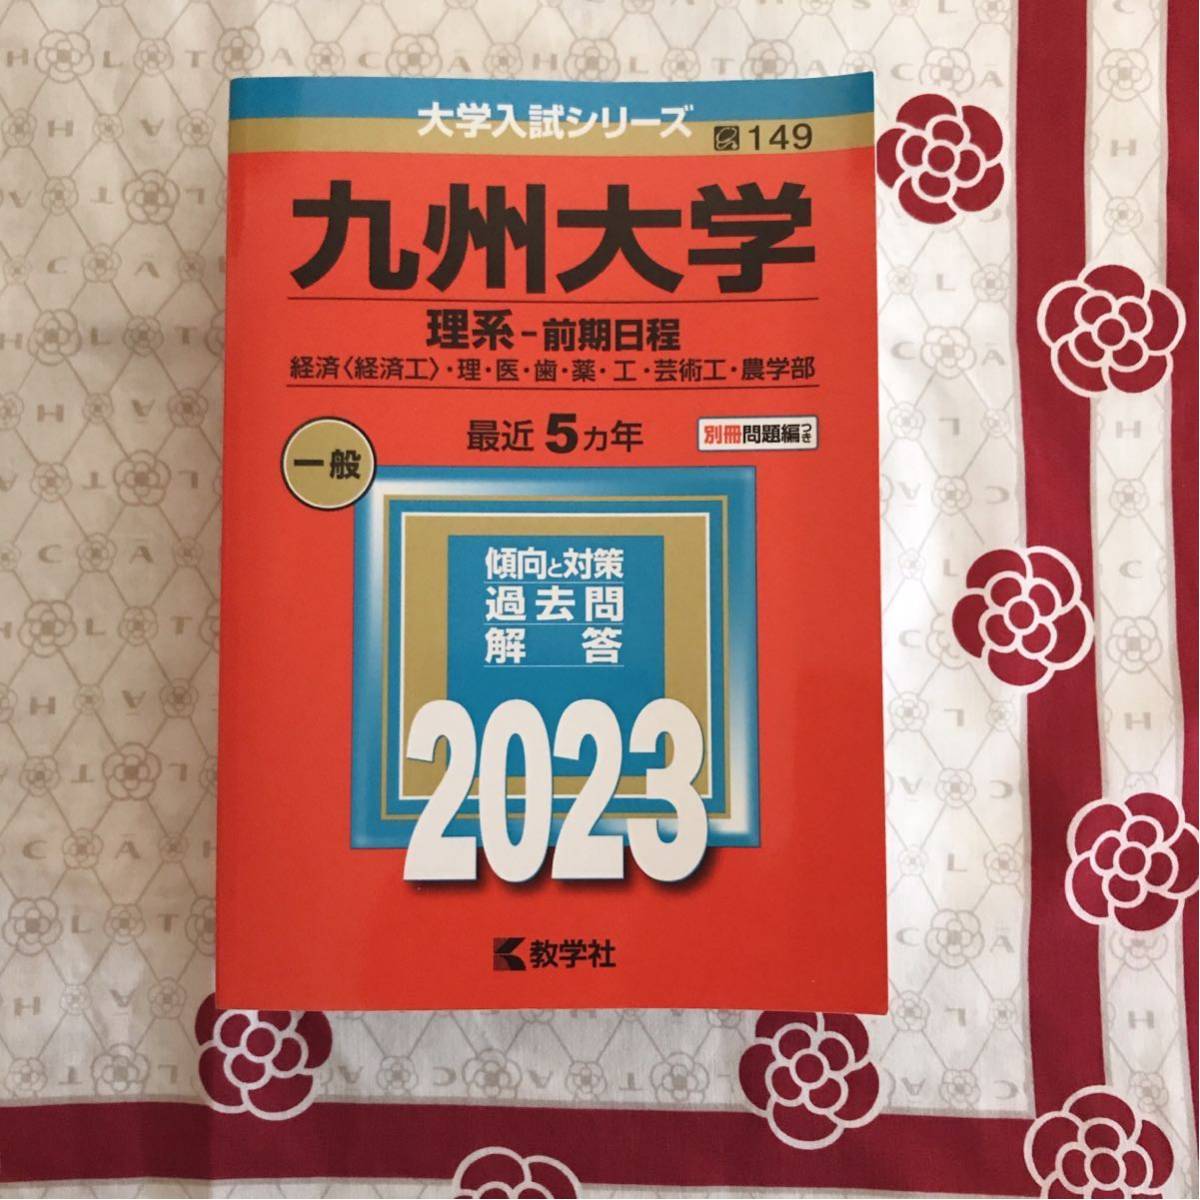 大学入試シリーズ
149
九州大学
理系－前期日程
経済〈経済工〉・理・医・歯・薬・工・芸術工・農学部
最近 5ヵ年
別冊問題編つき
一般
傾向と対策
過去問
解答
2023
教学社